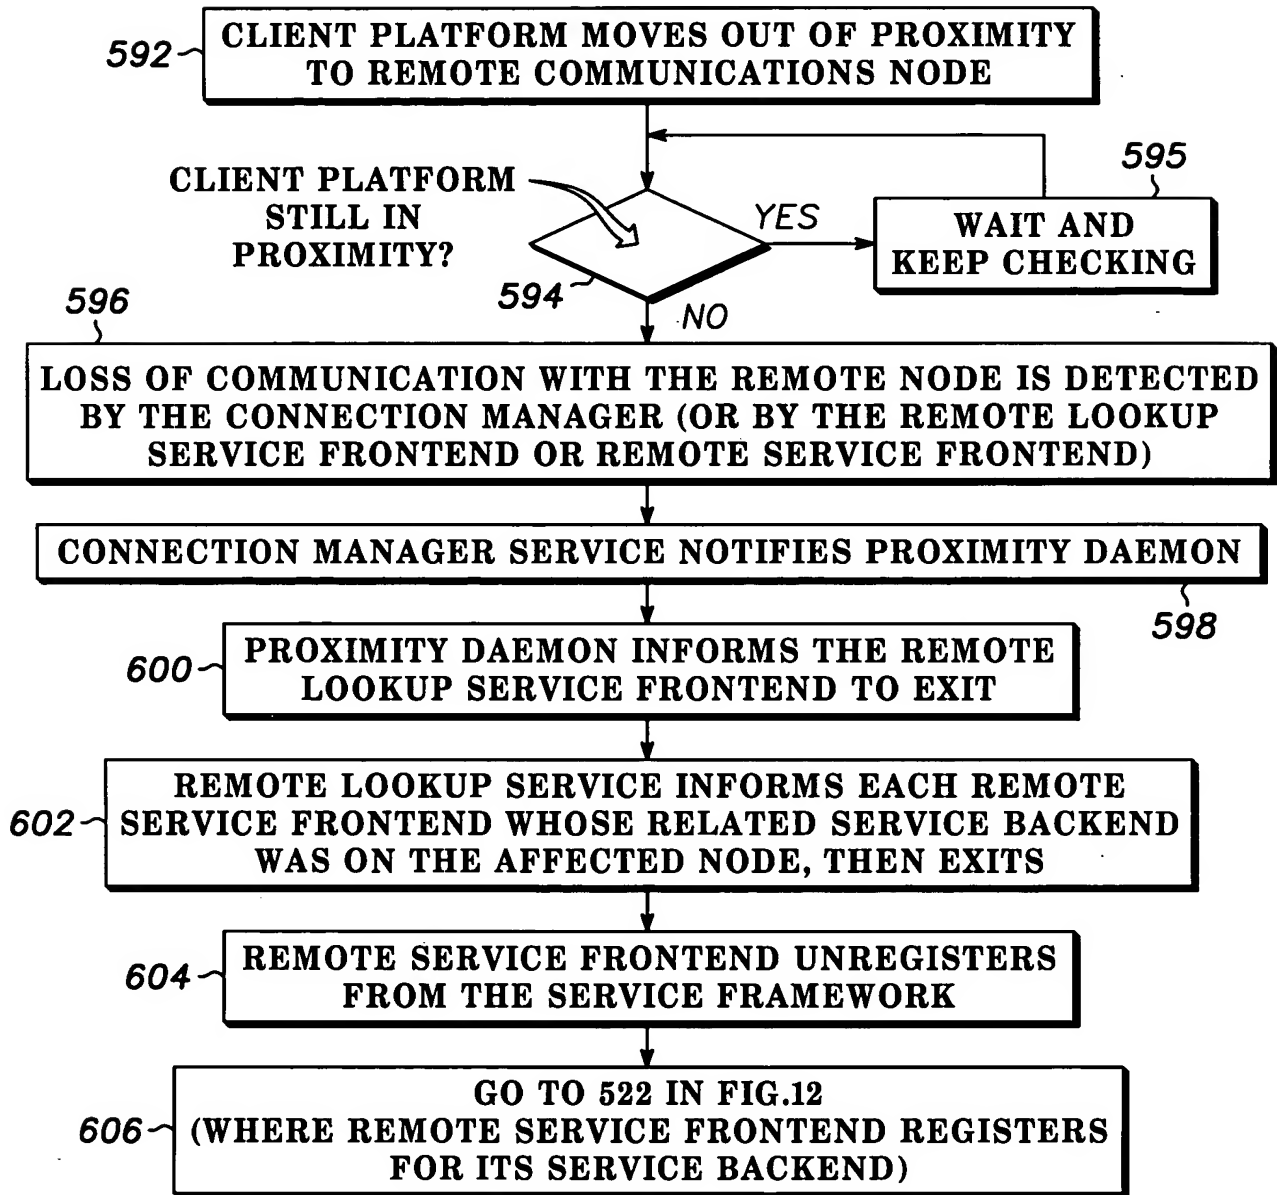 592
CLIENT PLATFORM MOVES OUT OF PROXIMITY
TO REMOTE COMMUNICATIONS NODE
CLIENT PLATFORM
STILL IN
PROXIMITY?
594
YES
595
WAIT AND
KEEP CHECKING
NO
596
LOSS OF COMMUNICATION WITH THE REMOTE NODE IS DETECTED
BY THE CONNECTION MANAGER (OR BY THE REMOTE LOOKUP
SERVICE FRONTEND OR REMOTE SERVICE FRONTEND)
CONNECTION MANAGER SERVICE NOTIFIES PROXIMITY DAEMON
598
600
PROXIMITY DAEMON INFORMS THE REMOTE
LOOKUP SERVICE FRONTEND TO EXIT
602
REMOTE LOOKUP SERVICE INFORMS EACH REMOTE
SERVICE FRONTEND WHOSE RELATED SERVICE BACKEND
WAS ON THE AFFECTED NODE, THEN EXITS
604
REMOTE SERVICE FRONTEND UNREGISTERS
FROM THE SERVICE FRAMEWORK
606
GO TO 522 IN FIG.12
(WHERE REMOTE SERVICE FRONTEND REGISTERS
FOR ITS SERVICE BACKEND)